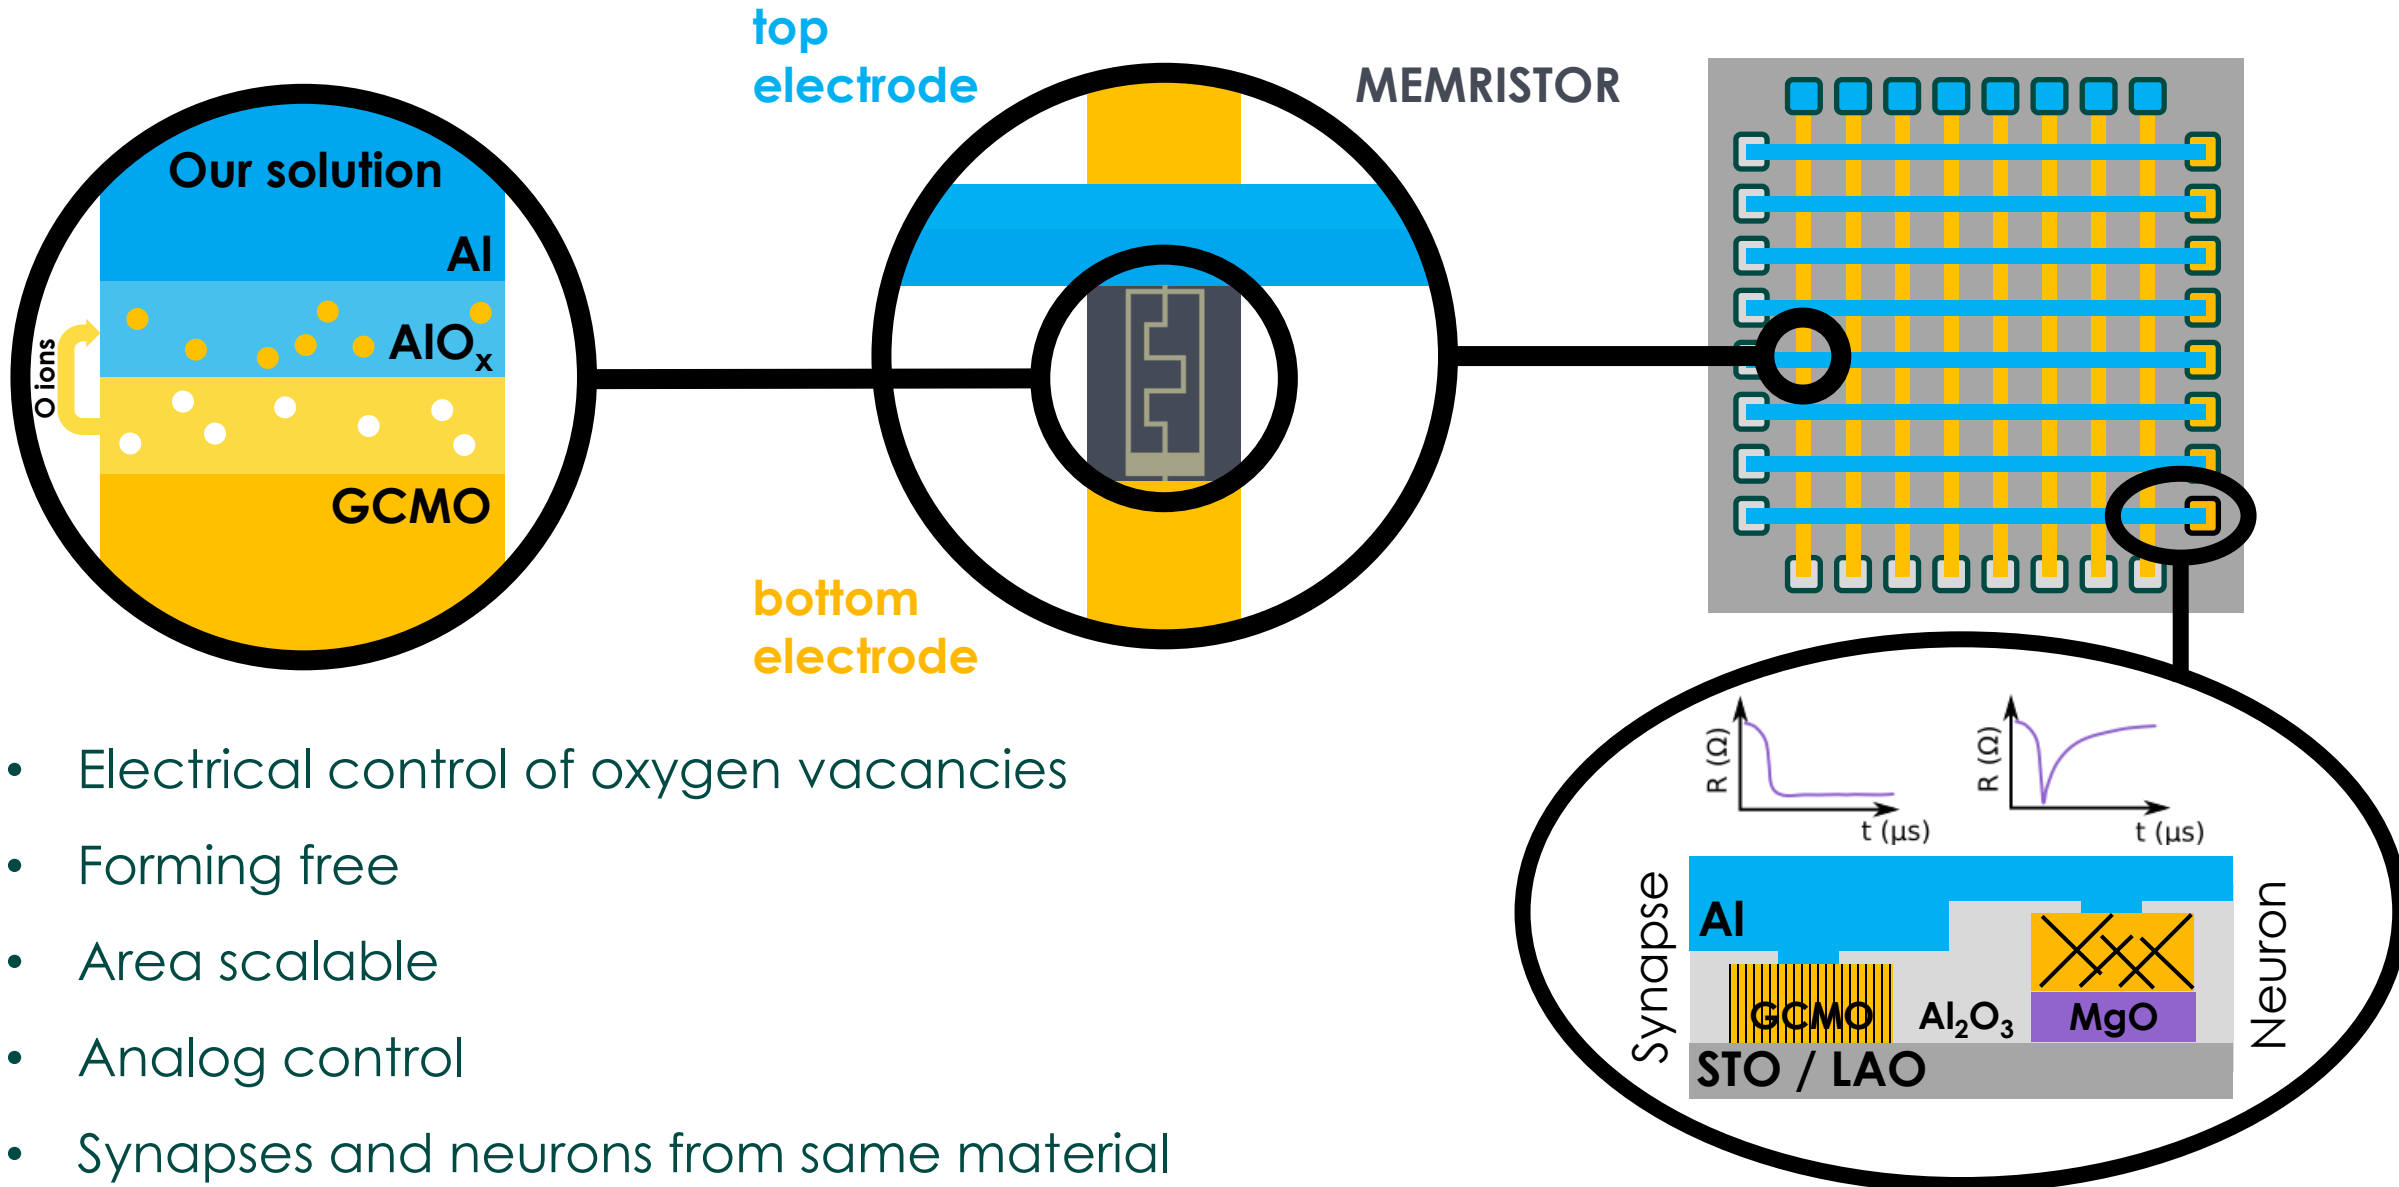 top
electrode
MEMRISTOR
Our solution
Al
AlOx
O ions
GCMO
bottom
electrode
• Electrical control of oxygen vacancies
• Forming free
• Area scalable
• Analog control
• Synapses and neurons from same material
R (Ω)
t (μs)
R (Ω)
t (μs)
Synapse
Al
GCMO
Al2O3
MgO
STO / LAO
Neuron